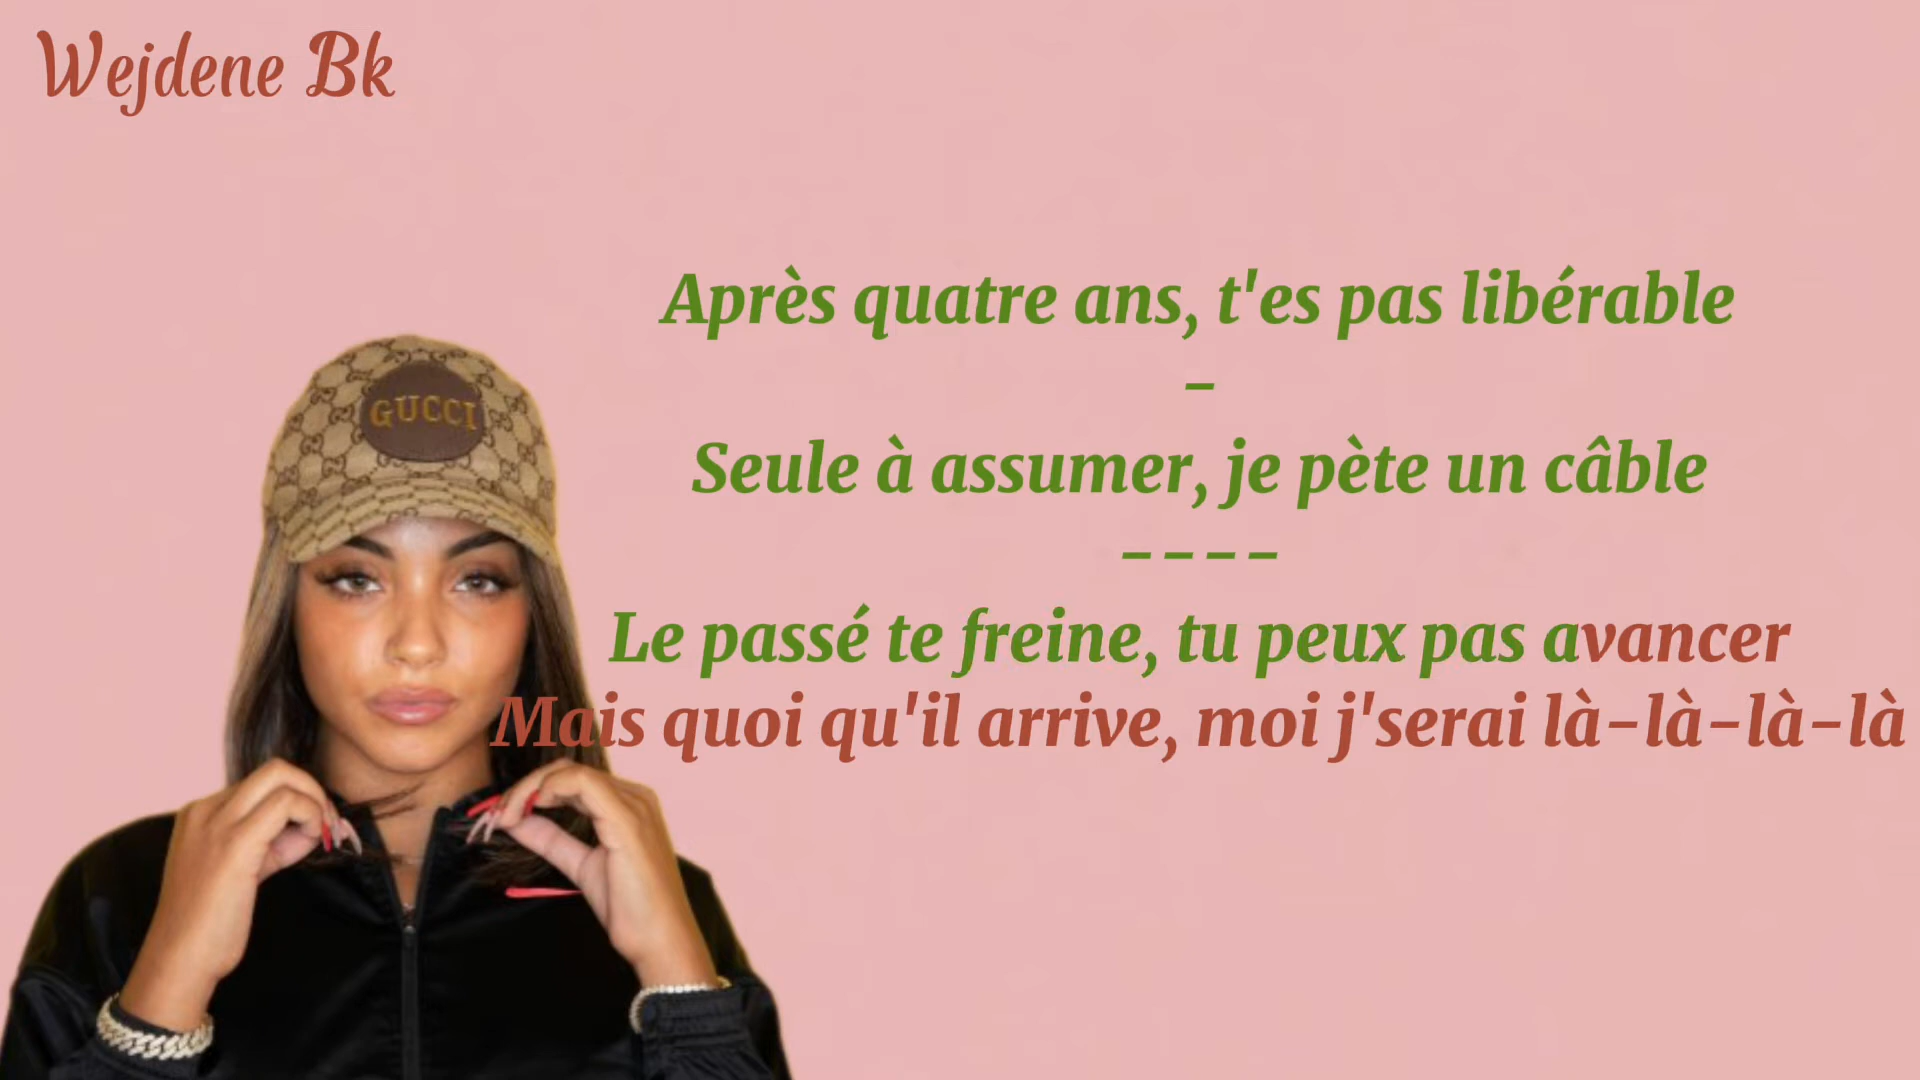 Wejdene Bk
Après quatre ans, t'es pas libérable
-
Seule à assumer, je pète un câble
----
Le passé te freine, tu peux pas avancer
Mais quoi qu'il arrive, moi j'serai là-là-là-là
GUCCI